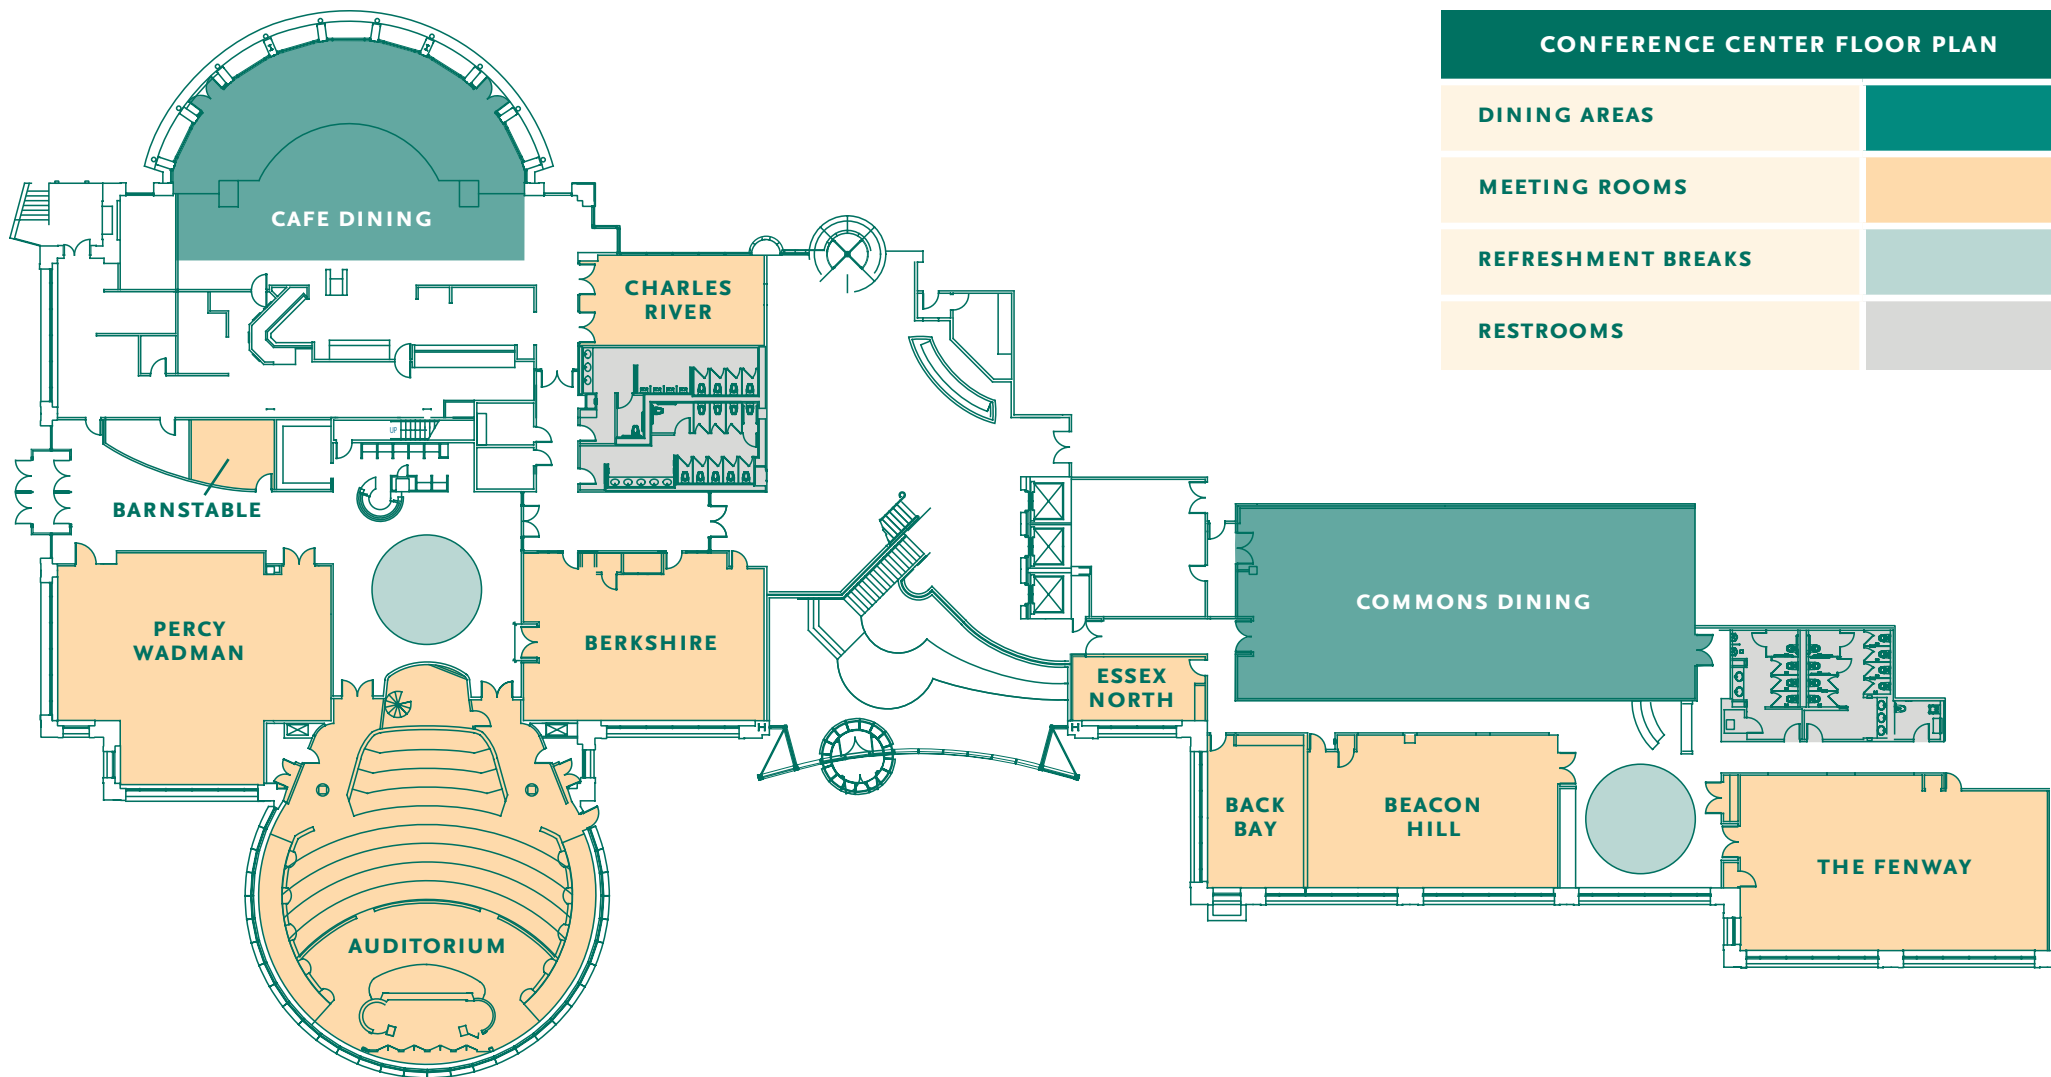 CONFERENCE CENTER FLOOR PLAN
DINING AREAS
MEETING ROOMS
REFRESHMENT BREAKS
RESTROOMS
CAFE DINING
CHARLES
RIVER
UP
BARNSTABLE
PERCY
WADMAN
BERKSHIRE
COMMONS DINING
ESSEX
NORTH
BACK
BAY
BEACON
HILL
THE FENWAY
AUDITORIUM